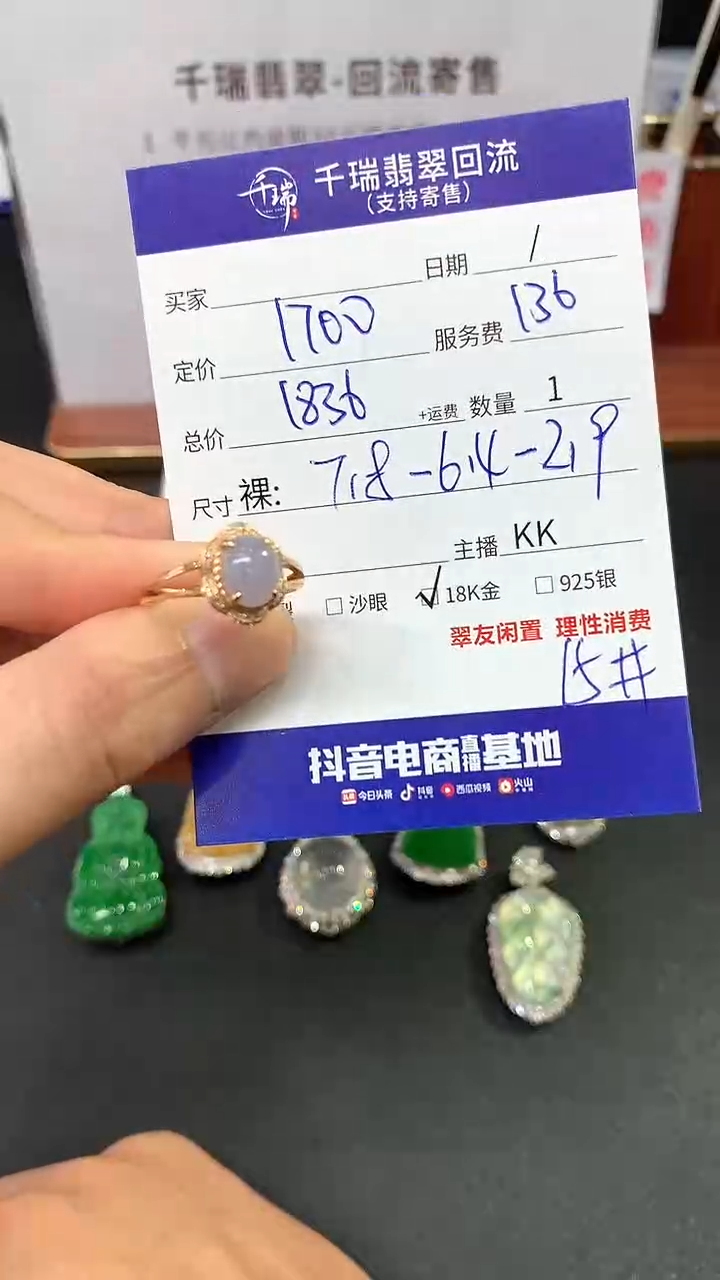 千瑞翡翠-回流寄售
千瑞 千瑞翡翠回流
(支持寄售)
买家 日期 /
定价 1700 服务费 136
总价 1836 +运费 数量 1
尺寸 裸: 7.8-6.4-2.9
主播 KK
□ 沙眼 ✓ 18K金 □ 925银
翠友闲置 理性消费
15#
抖音电商直播基地
头条 今日头条 抖音 西瓜视频 火山